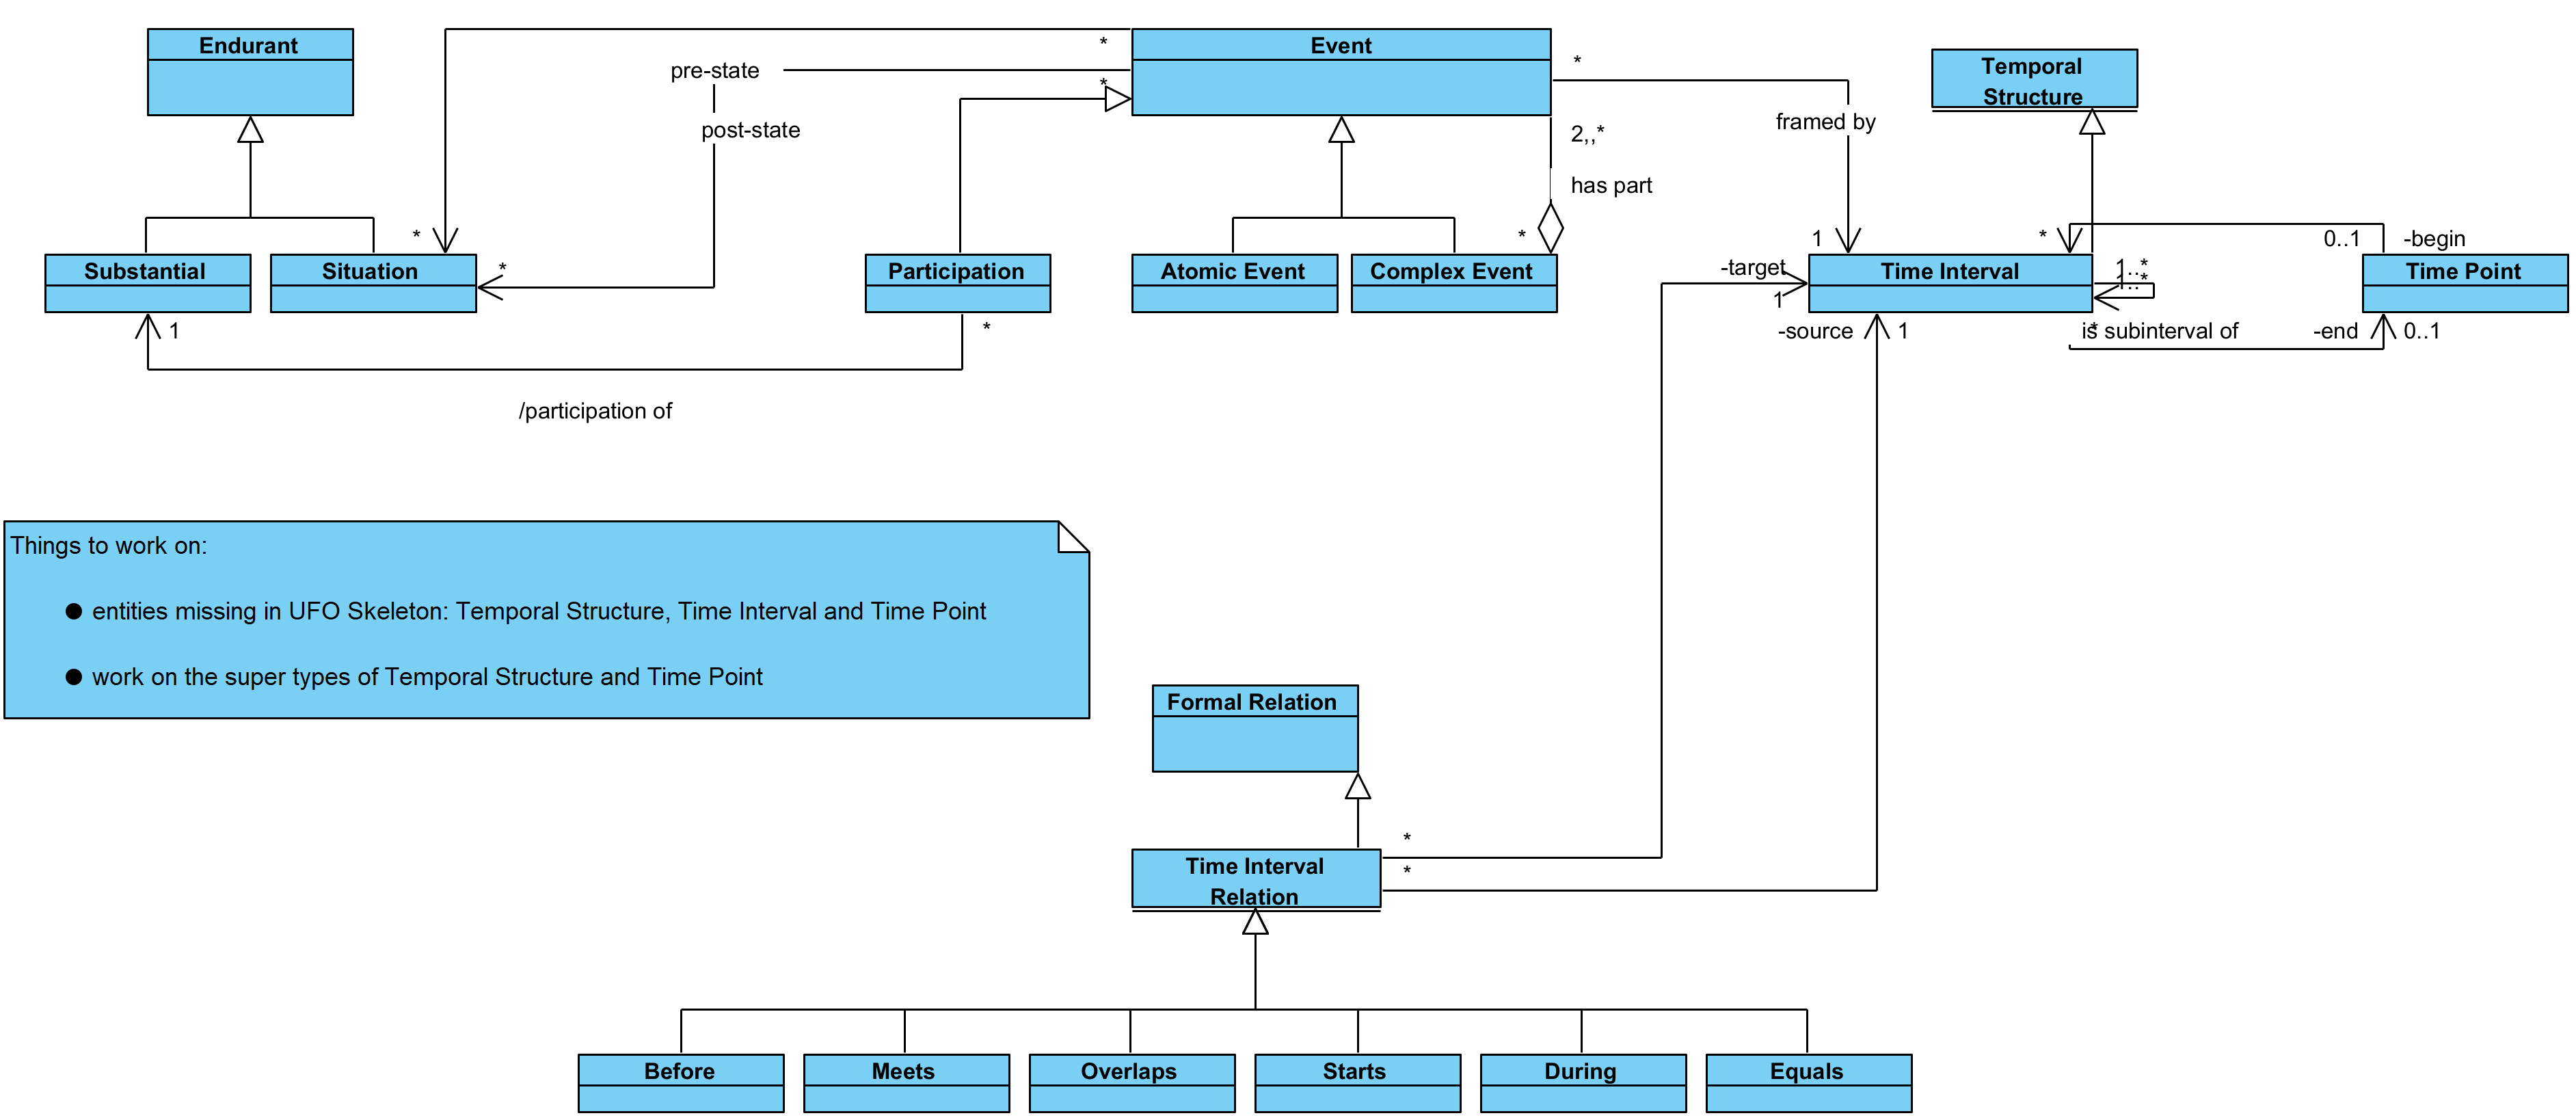 Endurant
*
Event
*
Temporal
Structure
pre-state
*
post-state
2,,*
framed by
has part
*
*
1
*
0..1
-begin
Substantial
Situation
*
Participation
Atomic Event
Complex Event
-target
1
Time Interval
1..*
1..*
Time Point
1
*
-source
1
*
is subinterval of
-end
0..1
/participation of
Things to work on:
● entities missing in UFO Skeleton: Temporal Structure, Time Interval and Time Point
● work on the super types of Temporal Structure and Time Point
Formal Relation
*
Time Interval
Relation
*
Before
Meets
Overlaps
Starts
During
Equals